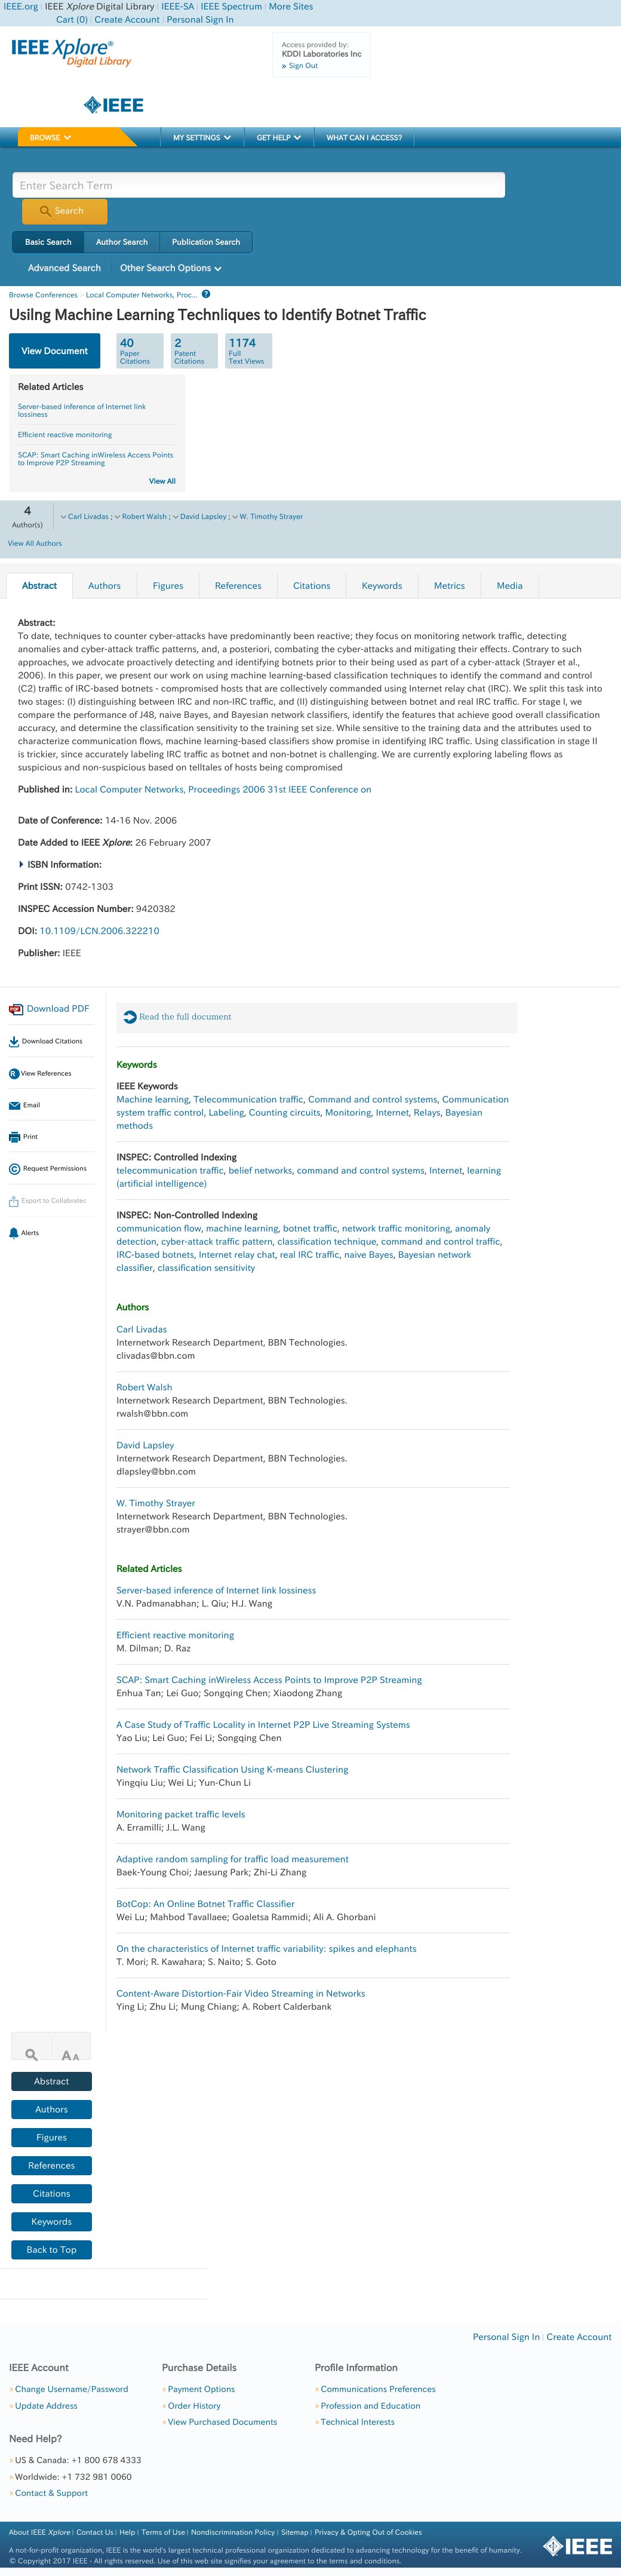 IEEE.org | IEEE Xplore Digital Library | IEEE-SA | IEEE Spectrum | More Sites
Cart (0) | Create Account | Personal Sign In
IEEE Xplore®
Digital Library
Access provided by:
KDDI Laboratories Inc
» Sign Out
IEEE
BROWSE
MY SETTINGS
GET HELP
WHAT CAN I ACCESS?
Enter Search Term
Search
Basic Search
Author Search
Publication Search
Advanced Search
Other Search Options
Browse Conferences > Local Computer Networks, Proc... ?
Usilng Machine Learning Technliques to Identify Botnet Traffic
View Document
40
Paper
Citations
2
Patent
Citations
1174
Full
Text Views
Related Articles
Server-based inference of Internet link
lossiness
Efficient reactive monitoring
SCAP: Smart Caching inWireless Access Points
to Improve P2P Streaming
View All
4
Author(s)
Carl Livadas ; Robert Walsh ; David Lapsley ; W. Timothy Strayer
View All Authors
Abstract
Authors
Figures
References
Citations
Keywords
Metrics
Media
Abstract:
To date, techniques to counter cyber-attacks have predominantly been reactive; they focus on monitoring network traffic, detecting
anomalies and cyber-attack traffic patterns, and, a posteriori, combating the cyber-attacks and mitigating their effects. Contrary to such
approaches, we advocate proactively detecting and identifying botnets prior to their being used as part of a cyber-attack (Strayer et al.,
2006). In this paper, we present our work on using machine learning-based classification techniques to identify the command and control
(C2) traffic of IRC-based botnets - compromised hosts that are collectively commanded using Internet relay chat (IRC). We split this task into
two stages: (I) distinguishing between IRC and non-IRC traffic, and (II) distinguishing between botnet and real IRC traffic. For stage I, we
compare the performance of J48, naive Bayes, and Bayesian network classifiers, identify the features that achieve good overall classification
accuracy, and determine the classification sensitivity to the training set size. While sensitive to the training data and the attributes used to
characterize communication flows, machine learning-based classifiers show promise in identifying IRC traffic. Using classification in stage II
is trickier, since accurately labeling IRC traffic as botnet and non-botnet is challenging. We are currently exploring labeling flows as
suspicious and non-suspicious based on telltales of hosts being compromised
Published in: Local Computer Networks, Proceedings 2006 31st IEEE Conference on
Date of Conference: 14-16 Nov. 2006
Date Added to IEEE Xplore: 26 February 2007
ISBN Information:
Print ISSN: 0742-1303
INSPEC Accession Number: 9420382
DOI: 10.1109/LCN.2006.322210
Publisher: IEEE
Download PDF
Download Citations
View References
Email
Print
Request Permissions
Export to Collabratec
Alerts
Read the full document
Keywords
IEEE Keywords
Machine learning, Telecommunication traffic, Command and control systems, Communication
system traffic control, Labeling, Counting circuits, Monitoring, Internet, Relays, Bayesian
methods
INSPEC: Controlled Indexing
telecommunication traffic, belief networks, command and control systems, Internet, learning
(artificial intelligence)
INSPEC: Non-Controlled Indexing
communication flow, machine learning, botnet traffic, network traffic monitoring, anomaly
detection, cyber-attack traffic pattern, classification technique, command and control traffic,
IRC-based botnets, Internet relay chat, real IRC traffic, naive Bayes, Bayesian network
classifier, classification sensitivity
Authors
Carl Livadas
Internetwork Research Department, BBN Technologies.
clivadas@bbn.com
Robert Walsh
Internetwork Research Department, BBN Technologies.
rwalsh@bbn.com
David Lapsley
Internetwork Research Department, BBN Technologies.
dlapsley@bbn.com
W. Timothy Strayer
Internetwork Research Department, BBN Technologies.
strayer@bbn.com
Related Articles
Server-based inference of Internet link lossiness
V.N. Padmanabhan; L. Qiu; H.J. Wang
Efficient reactive monitoring
M. Dilman; D. Raz
SCAP: Smart Caching inWireless Access Points to Improve P2P Streaming
Enhua Tan; Lei Guo; Songqing Chen; Xiaodong Zhang
A Case Study of Traffic Locality in Internet P2P Live Streaming Systems
Yao Liu; Lei Guo; Fei Li; Songqing Chen
Network Traffic Classification Using K-means Clustering
Yingqiu Liu; Wei Li; Yun-Chun Li
Monitoring packet traffic levels
A. Erramilli; J.L. Wang
Adaptive random sampling for traffic load measurement
Baek-Young Choi; Jaesung Park; Zhi-Li Zhang
BotCop: An Online Botnet Traffic Classifier
Wei Lu; Mahbod Tavallaee; Goaletsa Rammidi; Ali A. Ghorbani
On the characteristics of Internet traffic variability: spikes and elephants
T. Mori; R. Kawahara; S. Naito; S. Goto
Content-Aware Distortion-Fair Video Streaming in Networks
Ying Li; Zhu Li; Mung Chiang; A. Robert Calderbank
A A
Abstract
Authors
Figures
References
Citations
Keywords
Back to Top
Personal Sign In | Create Account
IEEE Account
» Change Username/Password
» Update Address
Purchase Details
» Payment Options
» Order History
» View Purchased Documents
Profile Information
» Communications Preferences
» Profession and Education
» Technical Interests
Need Help?
» US & Canada: +1 800 678 4333
» Worldwide: +1 732 981 0060
» Contact & Support
About IEEE Xplore | Contact Us | Help | Terms of Use | Nondiscrimination Policy | Sitemap | Privacy & Opting Out of Cookies
A not-for-profit organization, IEEE is the world's largest technical professional organization dedicated to advancing technology for the benefit of humanity.
© Copyright 2017 IEEE - All rights reserved. Use of this web site signifies your agreement to the terms and conditions.
IEEE